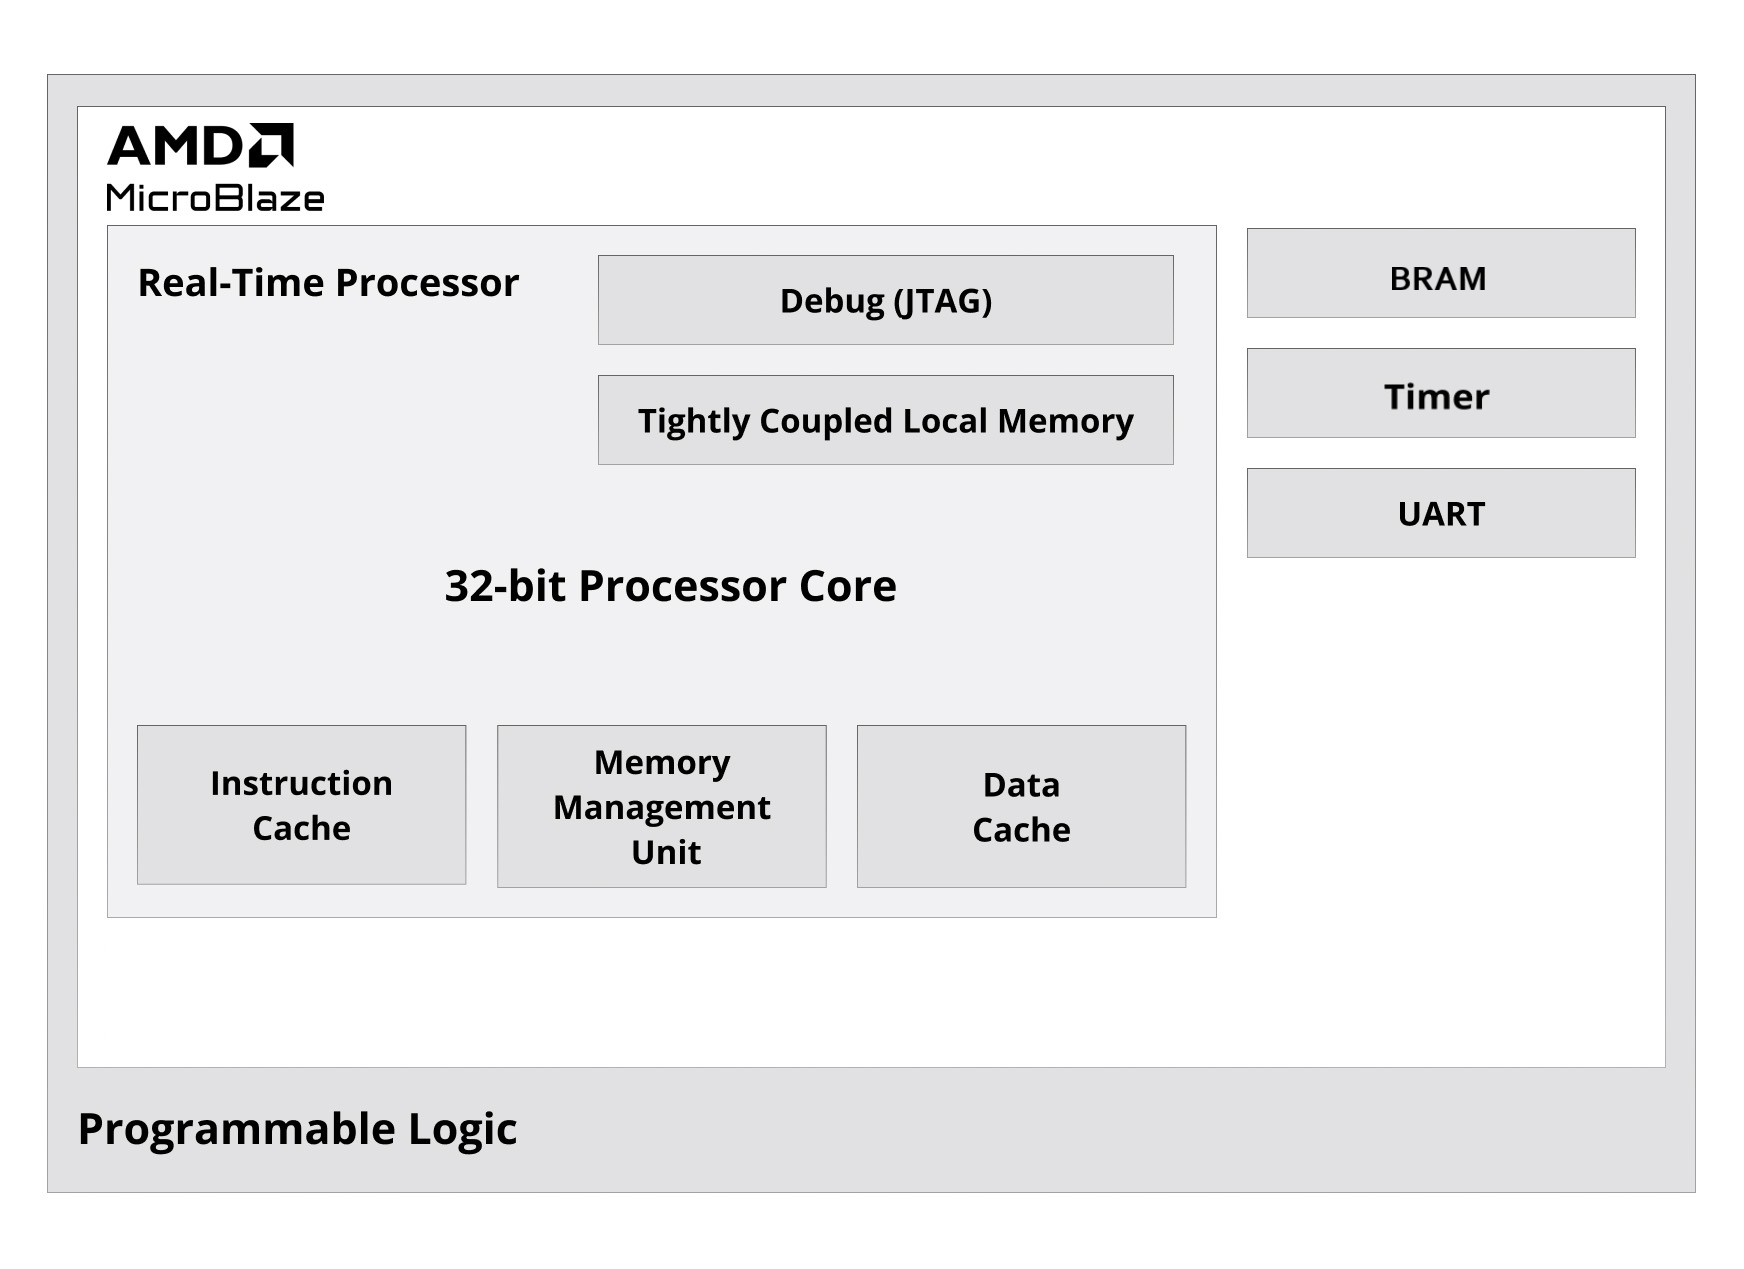 AMD
MicroBlaze
Real-Time Processor
Debug (JTAG)
Tightly Coupled Local Memory
32-bit Processor Core
Instruction
Cache
Memory
Management
Unit
Data
Cache
BRAM
Timer
UART
Programmable Logic